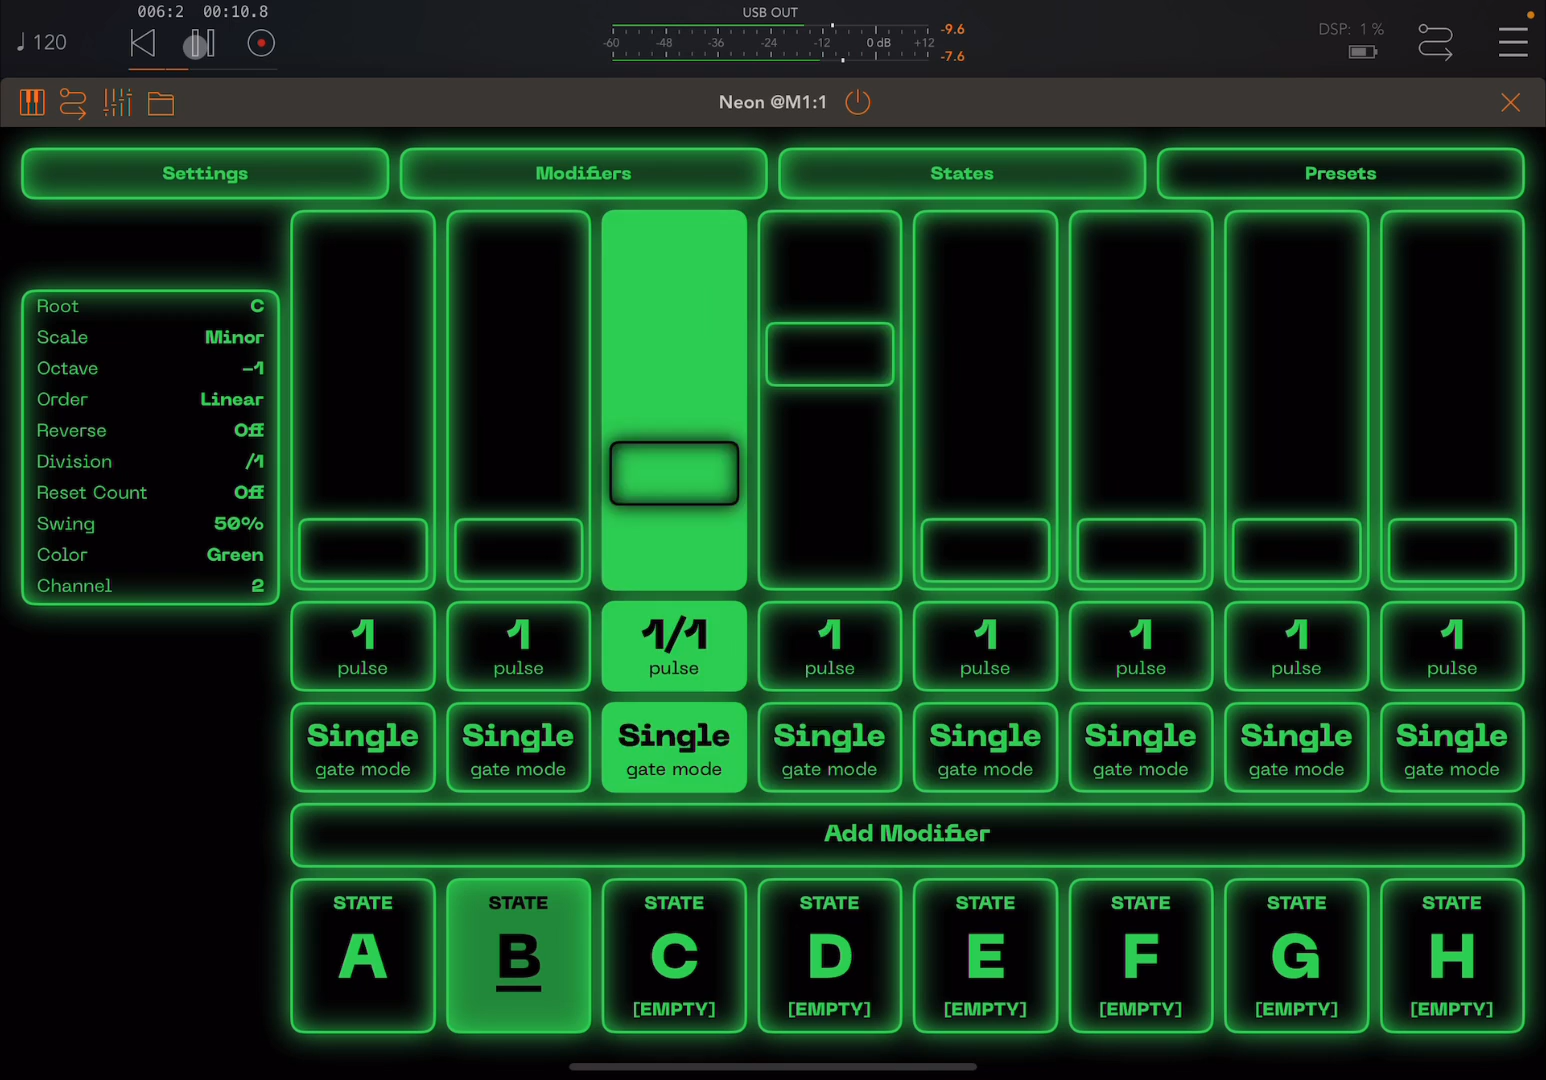 006:2 00:10.8
USB OUT
♩ 120
-60 -48 -36 -24 -12 0 dB +12
-9.6
-7.6
DSP: 1 %
Neon @M1:1
Settings
Modifiers
States
Presets
Root C
Scale Minor
Octave -1
Order Linear
Reverse Off
Division /1
Reset Count Off
Swing 50%
Color Green
Channel 2
1 1 1/1 1 1 1 1 1
pulse pulse pulse pulse pulse pulse pulse pulse
Single Single Single Single Single Single Single Single
gate mode gate mode gate mode gate mode gate mode gate mode gate mode gate mode
Add Modifier
STATE STATE STATE STATE STATE STATE STATE STATE
A B C D E F G H
[EMPTY] [EMPTY] [EMPTY] [EMPTY] [EMPTY] [EMPTY]